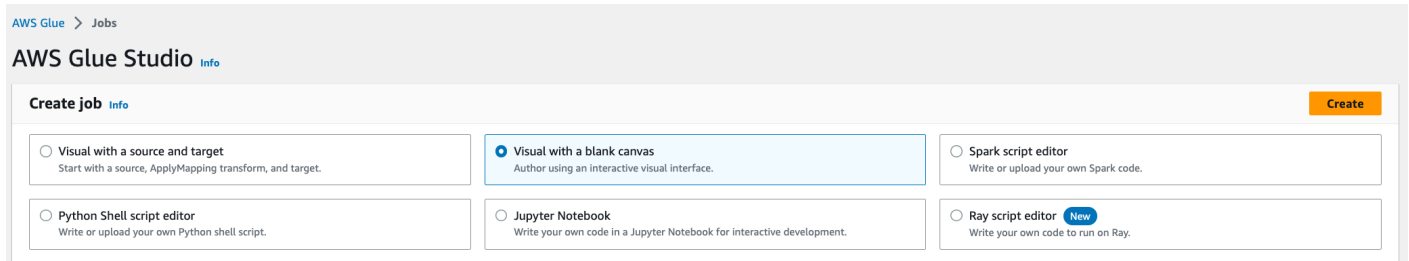 AWS Glue > Jobs
AWS Glue Studio Info
Create job Info
Create
Visual with a source and target
Start with a source, ApplyMapping transform, and target.
Visual with a blank canvas
Author using an interactive visual interface.
Spark script editor
Write or upload your own Spark code.
Python Shell script editor
Write or upload your own Python shell script.
Jupyter Notebook
Write your own code in a Jupyter Notebook for interactive development.
Ray script editor New
Write your own code to run on Ray.